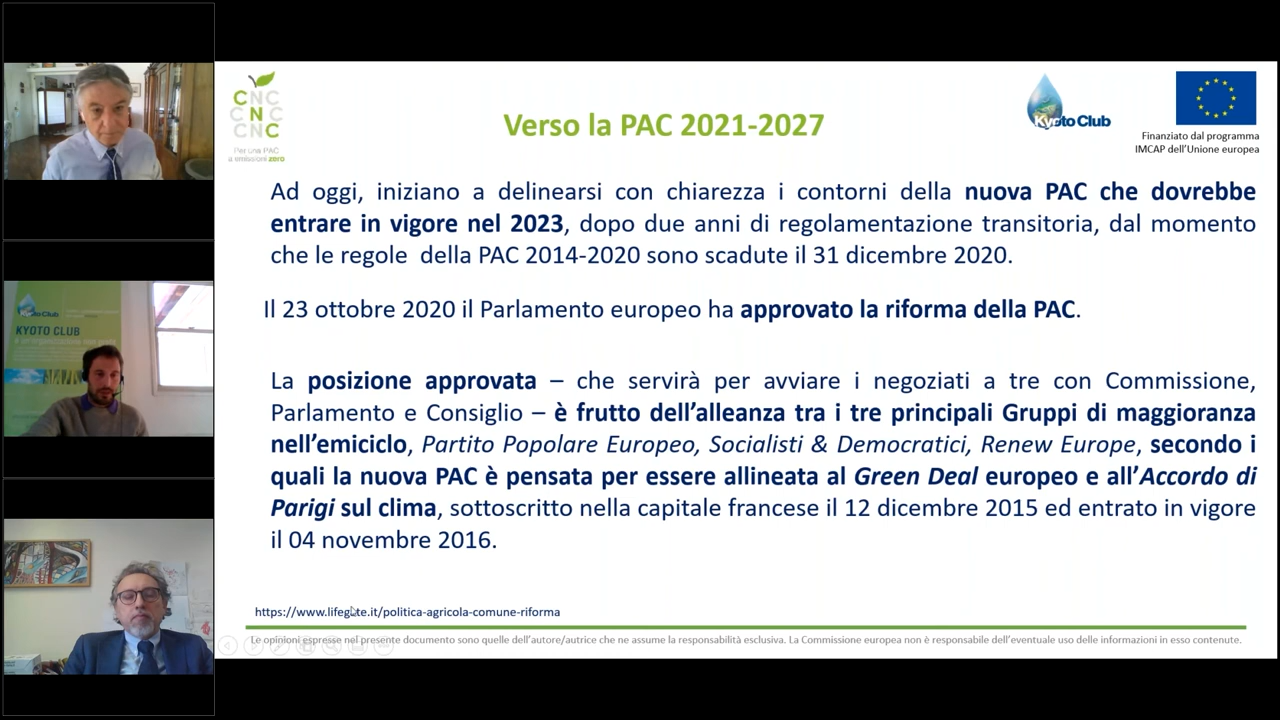 CNC
CNC
CNC
Per una PAC
a emissioni zero
Verso la PAC 2021-2027
Kyoto Club
Finanziato dal programma
IMCAP dell'Unione europea
Ad oggi, iniziano a delinearsi con chiarezza i contorni della nuova PAC che dovrebbe
entrare in vigore nel 2023, dopo due anni di regolamentazione transitoria, dal momento
che le regole della PAC 2014-2020 sono scadute il 31 dicembre 2020.
Il 23 ottobre 2020 il Parlamento europeo ha approvato la riforma della PAC.
La posizione approvata – che servirà per avviare i negoziati a tre con Commissione,
Parlamento e Consiglio – è frutto dell'alleanza tra i tre principali Gruppi di maggioranza
nell'emiciclo, Partito Popolare Europeo, Socialisti & Democratici, Renew Europe, secondo i
quali la nuova PAC è pensata per essere allineata al Green Deal europeo e all'Accordo di
Parigi sul clima, sottoscritto nella capitale francese il 12 dicembre 2015 ed entrato in vigore
il 04 novembre 2016.
https://www.lifegate.it/politica-agricola-comune-riforma
Le opinioni espresse nel presente documento sono quelle dell'autore/autrice che ne assume la responsabilità esclusiva. La Commissione europea non è responsabile dell'eventuale uso delle informazioni in esso contenute.
Kyoto Club
KYOTO CLUB